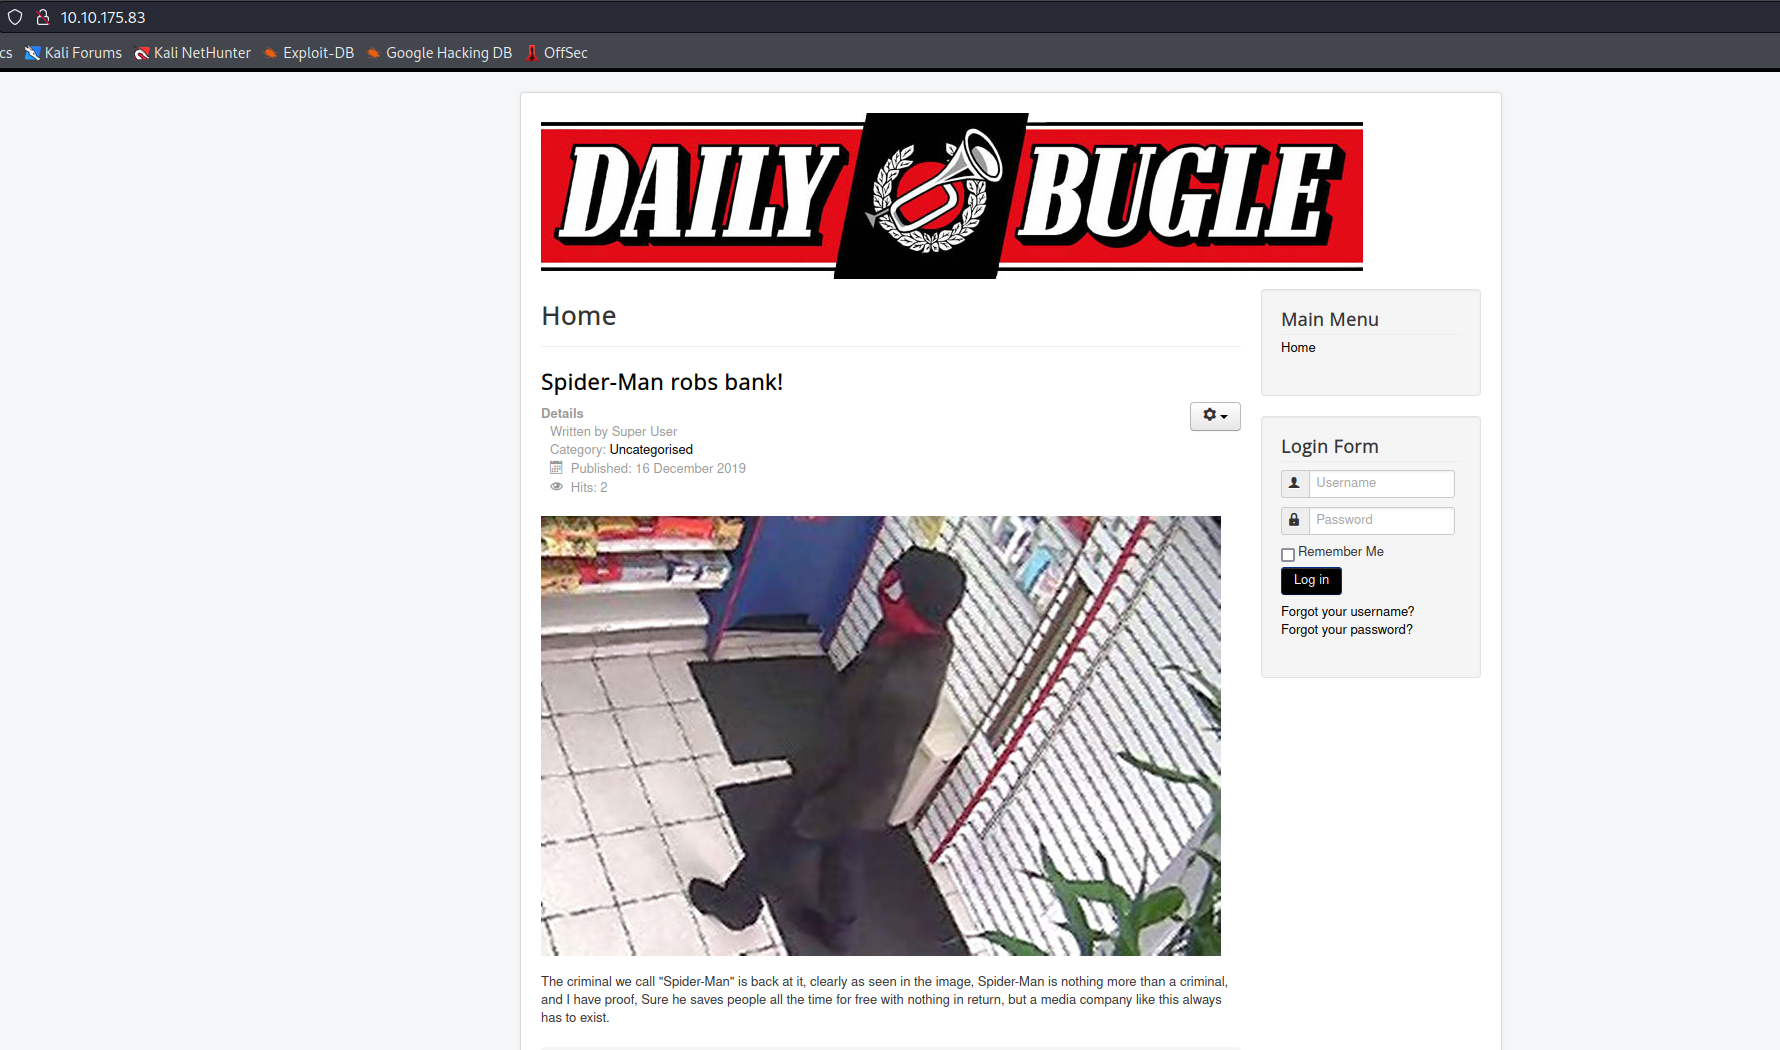 10.10.175.83
cs Kali Forums Kali NetHunter Exploit-DB Google Hacking DB OffSec
DAILY BUGLE
Home
Spider-Man robs bank!
Details
Written by Super User
Category: Uncategorised
Published: 16 December 2019
Hits: 2
The criminal we call "Spider-Man" is back at it, clearly as seen in the image, Spider-Man is nothing more than a criminal,
and I have proof, Sure he saves people all the time for free with nothing in return, but a media company like this always
has to exist.
Main Menu
Home
Login Form
Username
Password
Remember Me
Log in
Forgot your username?
Forgot your password?